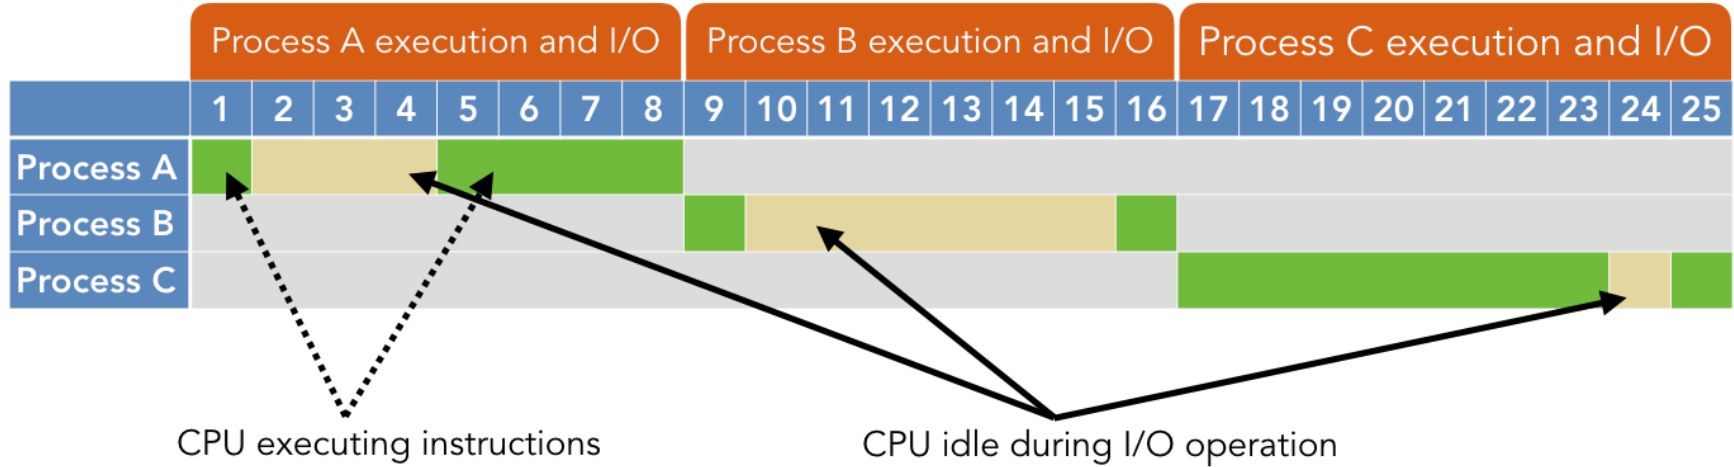 Process A execution and I/O Process B execution and I/O Process C execution and I/O
1 2 3 4 5 6 7 8 9 10 11 12 13 14 15 16 17 18 19 20 21 22 23 24 25
Process A
Process B
Process C
CPU executing instructions CPU idle during I/O operation